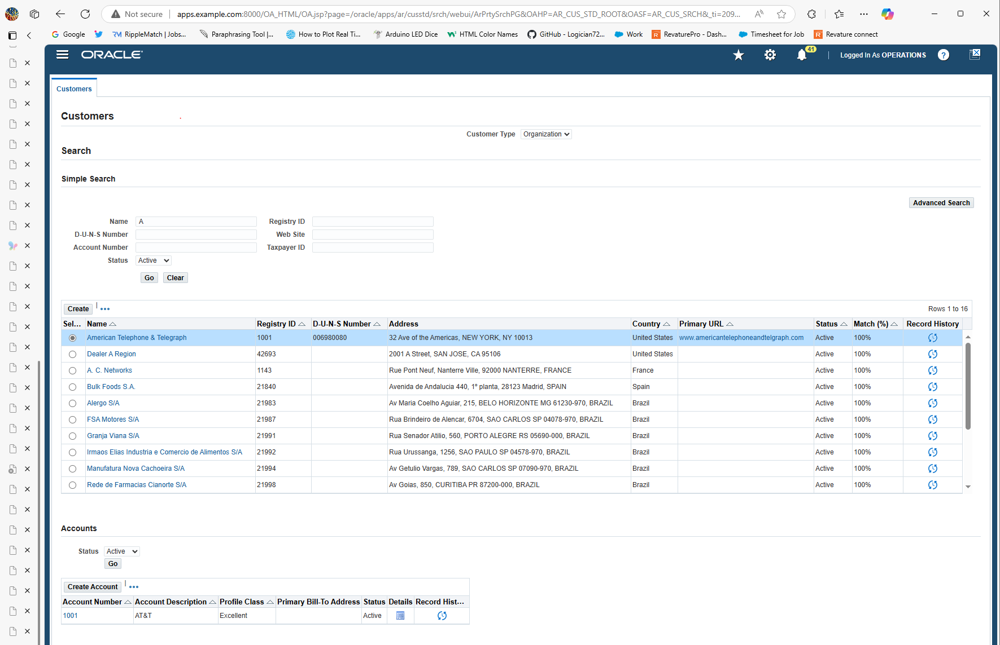 Not secure
apps.example.com:8000/OA_HTML/OA.jsp?page=/oracle/apps/ar/cusstd/srch/webui/ArPrtySrchPG&OAHP=AR_CUS_STD_ROOT&OASF=AR_CUS_SRCH&_ti=209...
Google
RippleMatch | Jobs...
Paraphrasing Tool |...
How to Plot Real Ti...
Arduino LED Dice
HTML Color Names
GitHub - Logician72...
Work
RevaturePro - Dash...
Timesheet for Job
Revature connect
ORACLE
41
Logged In As OPERATIONS
?
Customers
Customers
Customer Type Organization
Search
Simple Search
Advanced Search
Name A Registry ID
D-U-N-S Number Web Site
Account Number Taxpayer ID
Status Active
Go Clear
Create | ... Rows 1 to 16
Sel... Name Registry ID D-U-N-S Number Address Country Primary URL Status Match (%) Record History
American Telephone & Telegraph 1001 006980080 32 Ave of the Americas, NEW YORK, NY 10013 United States www.americantelephoneandtelgraph.com Active 100%
Dealer A Region 42693 2001 A Street, SAN JOSE, CA 95106 United States Active 100%
A. C. Networks 1143 Rue Pont Neuf, Nanterre Ville, 92000 NANTERRE, FRANCE France Active 100%
Bulk Foods S.A. 21840 Avenida de Andalucia 440, 1º planta, 28123 Madrid, SPAIN Spain Active 100%
Alergo S/A 21983 Av Maria Coelho Aguiar, 215, BELO HORIZONTE MG 61230-970, BRAZIL Brazil Active 100%
FSA Motores S/A 21987 Rua Brindeiro de Alencar, 6704, SAO CARLOS SP 04078-970, BRAZIL Brazil Active 100%
Granja Viana S/A 21991 Rua Senador Atilio, 560, PORTO ALEGRE RS 05690-000, BRAZIL Brazil Active 100%
Irmaos Elias Industria e Comercio de Alimentos S/A 21992 Rua Urussanga, 1256, SAO PAULO SP 04578-970, BRAZIL Brazil Active 100%
Manufatura Nova Cachoeira S/A 21994 Av Getulio Vargas, 789, SAO CARLOS SP 07090-970, BRAZIL Brazil Active 100%
Rede de Farmacias Cianorte S/A 21998 Av Goias, 850, CURITIBA PR 87200-000, BRAZIL Brazil Active 100%
Accounts
Status Active
Go
Create Account | ...
Account Number Account Description Profile Class Primary Bill-To Address Status Details Record Hist...
1001 AT&T Excellent Active